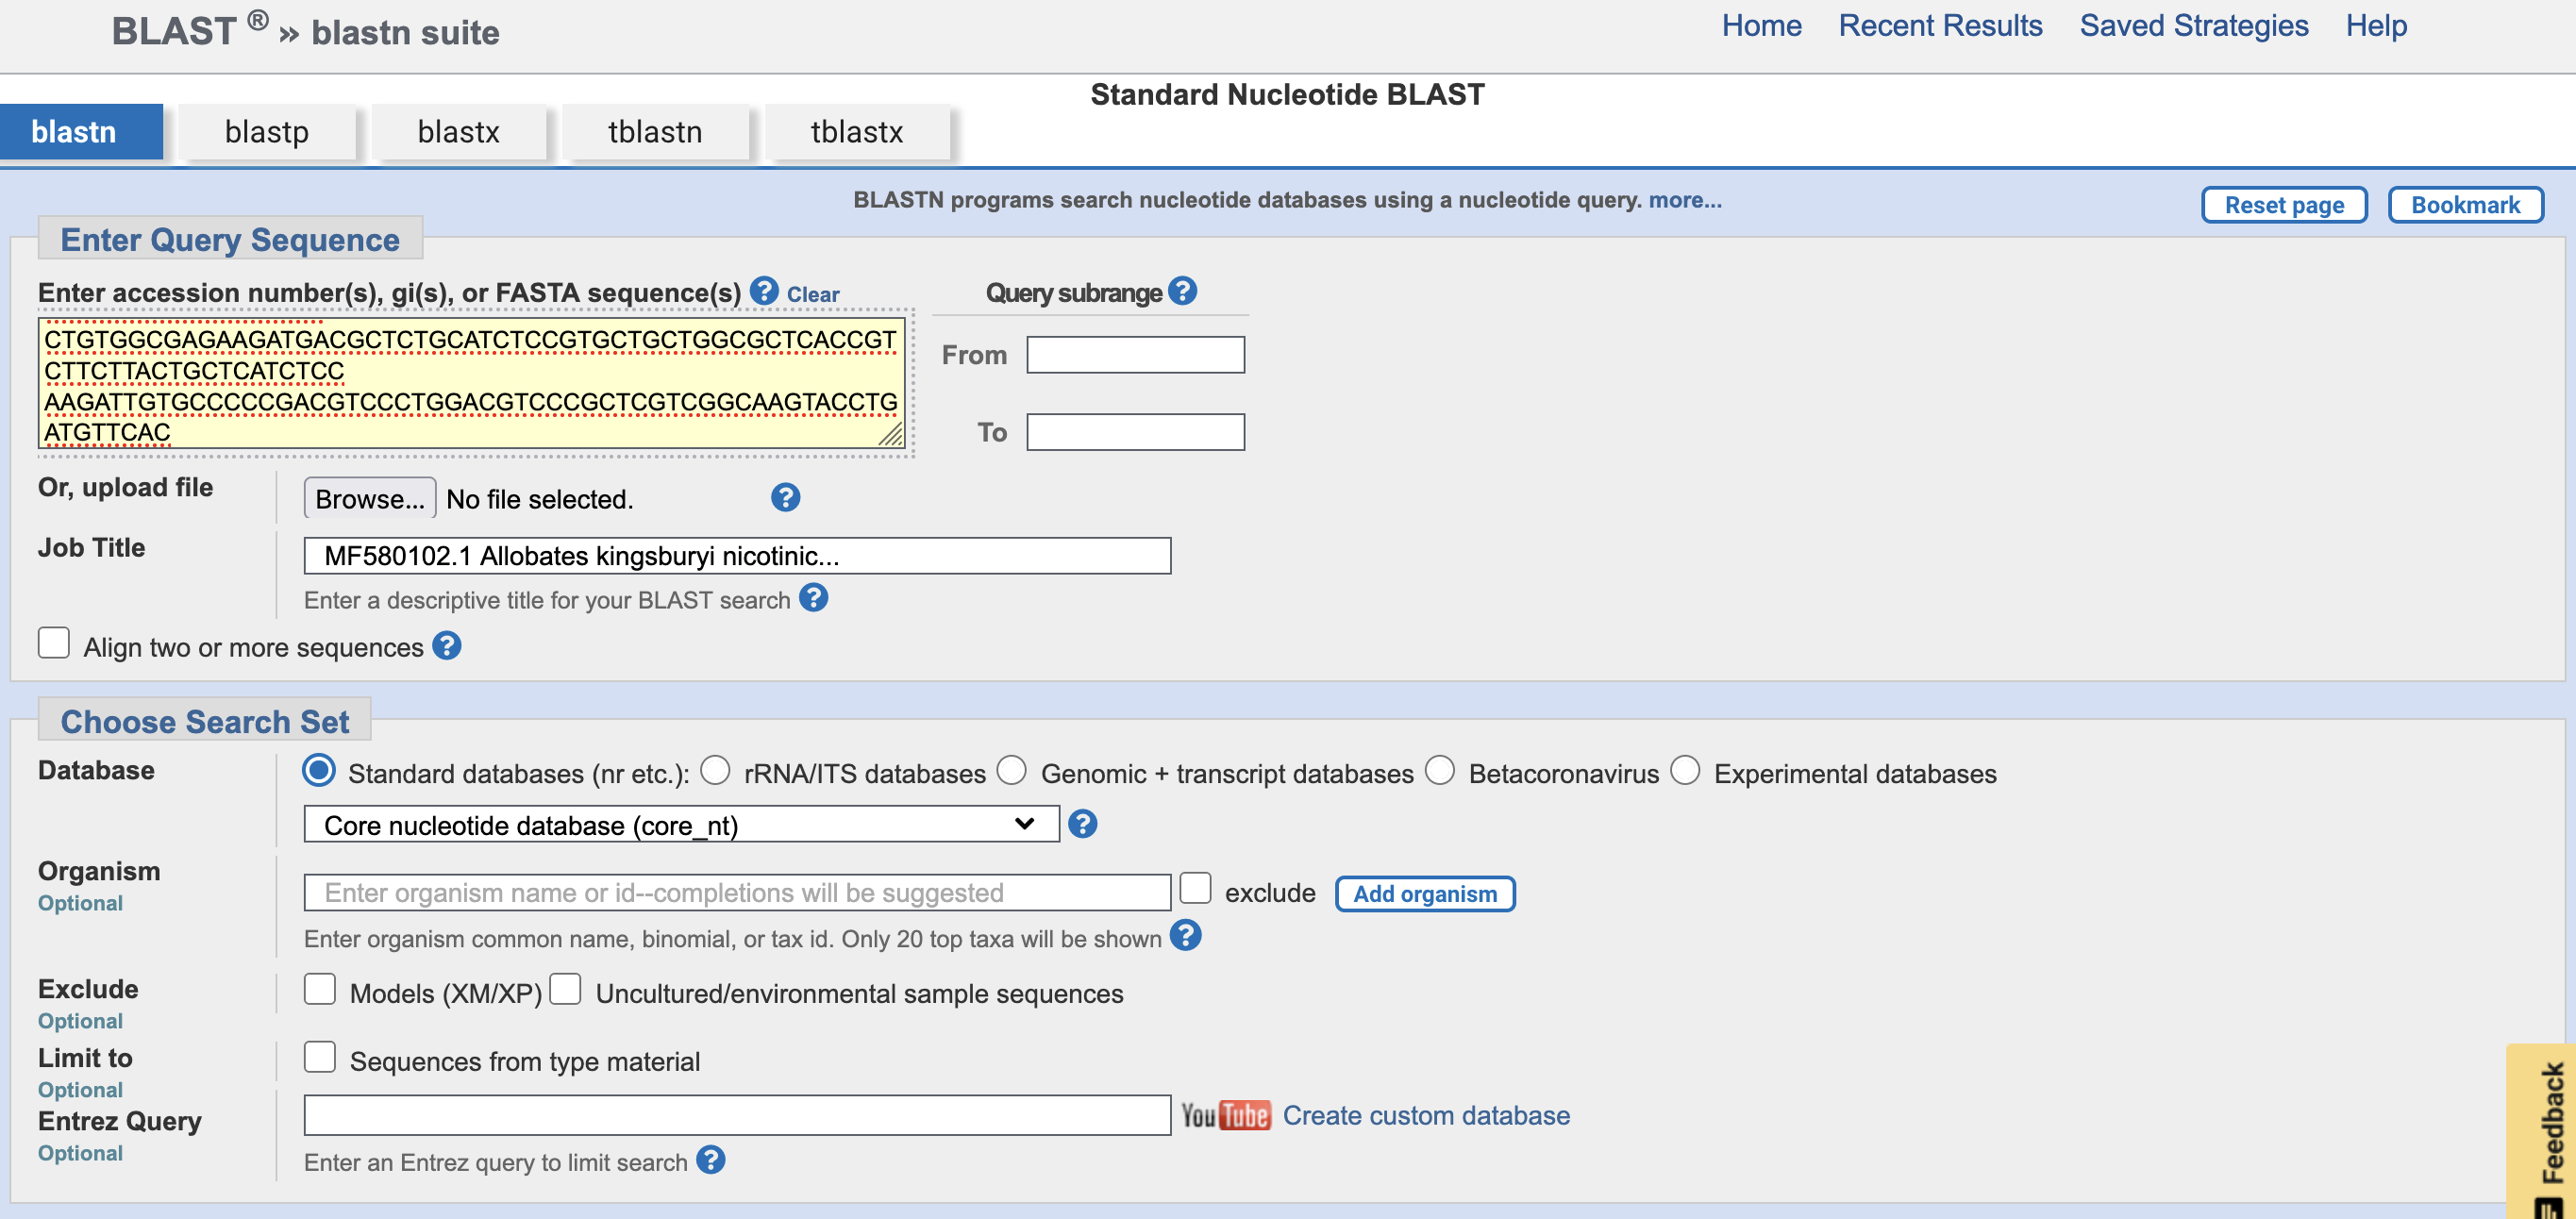 BLAST ® » blastn suite
Home Recent Results Saved Strategies Help
Standard Nucleotide BLAST
blastn blastp blastx tblastn tblastx
BLASTN programs search nucleotide databases using a nucleotide query. more...
Reset page Bookmark
Enter Query Sequence
Enter accession number(s), gi(s), or FASTA sequence(s) ? Clear
Query subrange ?
CTGTGGCGAGAAGATGACGCTCTGCATCTCCGTGCTGCTGGCGCTCACCGT
CTTCTTACTGCTCATCTCC
AAGATTGTGCCCCCGACGTCCCTGGACGTCCCGCTCGTCGGCAAGTACCTG
ATGTTCAC
From
To
Or, upload file
Browse... No file selected. ?
Job Title
MF580102.1 Allobates kingsburyi nicotinic...
Enter a descriptive title for your BLAST search ?
Align two or more sequences ?
Choose Search Set
Database
Standard databases (nr etc.): rRNA/ITS databases Genomic + transcript databases Betacoronavirus Experimental databases
Core nucleotide database (core_nt) ?
Organism
Optional
Enter organism name or id--completions will be suggested
exclude Add organism
Enter organism common name, binomial, or tax id. Only 20 top taxa will be shown ?
Exclude
Optional
Models (XM/XP) Uncultured/environmental sample sequences
Limit to
Optional
Sequences from type material
Entrez Query
Optional
YouTube Create custom database
Enter an Entrez query to limit search ?
Feedback